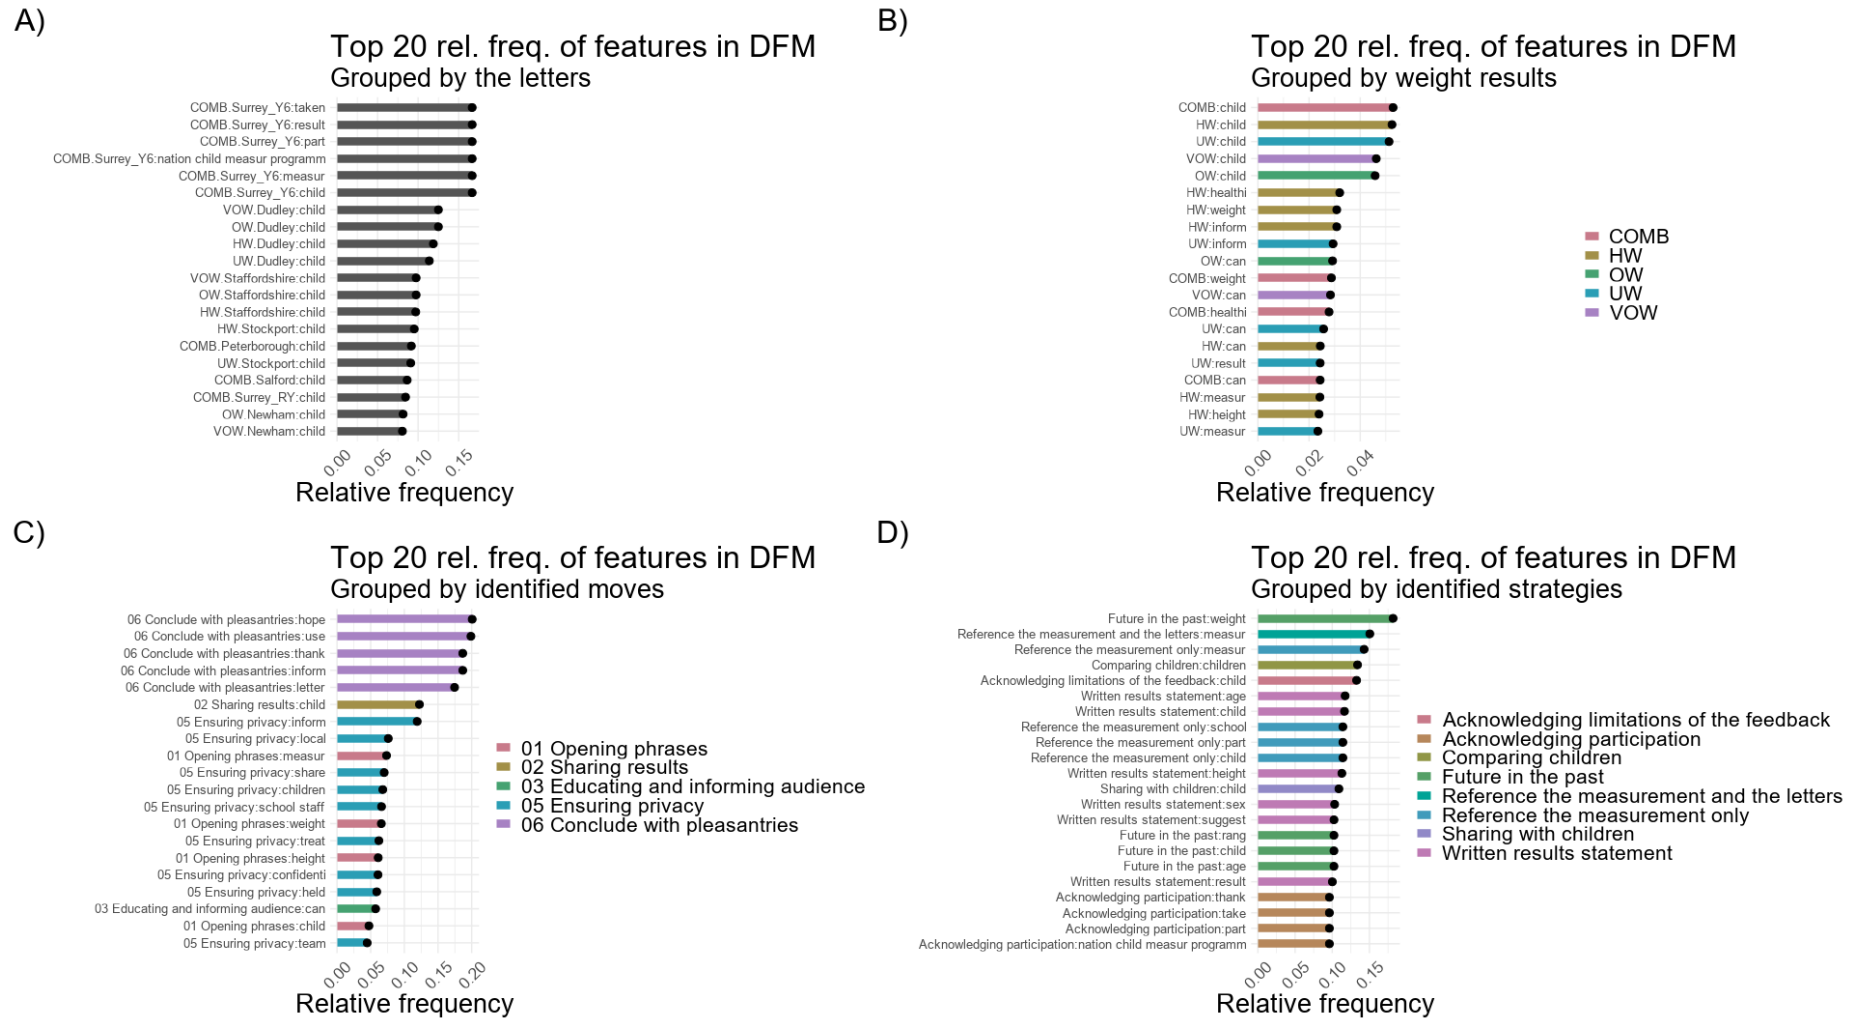 A)
Top 20 rel. freq. of features in DFM
Grouped by the letters
COMB.Surrey_Y6:taken
COMB.Surrey_Y6:result
COMB.Surrey_Y6:part
COMB.Surrey_Y6:nation child measur programm
COMB.Surrey_Y6:measur
COMB.Surrey_Y6:child
VOW.Dudley:child
OW.Dudley:child
HW.Dudley:child
UW.Dudley:child
VOW.Staffordshire:child
OW.Staffordshire:child
HW.Staffordshire:child
HW.Stockport:child
COMB.Peterborough:child
UW.Stockport:child
COMB.Salford:child
COMB.Surrey_RY:child
OW.Newham:child
VOW.Newham:child
0.00 0.05 0.10 0.15
Relative frequency
B)
Top 20 rel. freq. of features in DFM
Grouped by weight results
COMB:child
HW:child
UW:child
VOW:child
OW:child
HW:healthi
HW:weight
HW:inform
UW:inform
OW:can
COMB:weight
VOW:can
COMB:healthi
UW:can
HW:can
UW:result
COMB:can
HW:measur
HW:height
UW:measur
0.00 0.02 0.04
Relative frequency
COMB
HW
OW
UW
VOW
C)
Top 20 rel. freq. of features in DFM
Grouped by identified moves
06 Conclude with pleasantries:hope
06 Conclude with pleasantries:use
06 Conclude with pleasantries:thank
06 Conclude with pleasantries:inform
06 Conclude with pleasantries:letter
02 Sharing results:child
05 Ensuring privacy:inform
05 Ensuring privacy:local
01 Opening phrases:measur
05 Ensuring privacy:share
05 Ensuring privacy:children
05 Ensuring privacy:school staff
01 Opening phrases:weight
05 Ensuring privacy:treat
01 Opening phrases:height
05 Ensuring privacy:confidenti
05 Ensuring privacy:held
03 Educating and informing audience:can
01 Opening phrases:child
05 Ensuring privacy:team
0.00 0.05 0.10 0.15 0.20
Relative frequency
01 Opening phrases
02 Sharing results
03 Educating and informing audience
05 Ensuring privacy
06 Conclude with pleasantries
D)
Top 20 rel. freq. of features in DFM
Grouped by identified strategies
Future in the past:weight
Reference the measurement and the letters:measur
Reference the measurement only:measur
Comparing children:children
Acknowledging limitations of the feedback:child
Written results statement:age
Written results statement:child
Reference the measurement only:school
Reference the measurement only:part
Reference the measurement only:child
Written results statement:height
Sharing with children:child
Written results statement:sex
Written results statement:suggest
Future in the past:rang
Future in the past:child
Future in the past:age
Written results statement:result
Acknowledging participation:thank
Acknowledging participation:take
Acknowledging participation:part
Acknowledging participation:nation child measur programm
0.00 0.05 0.10 0.15
Relative frequency
Acknowledging limitations of the feedback
Acknowledging participation
Comparing children
Future in the past
Reference the measurement and the letters
Reference the measurement only
Sharing with children
Written results statement